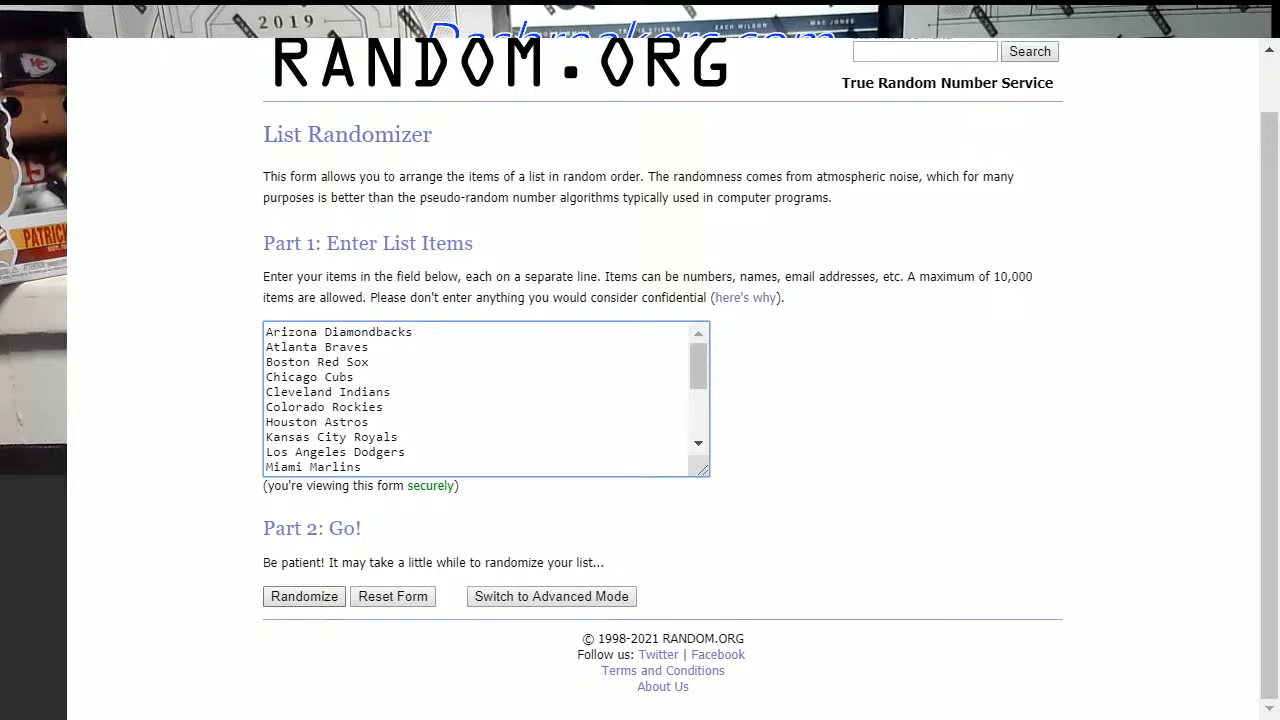 2019
ZACH WILSON
MAC JONES
RANDOM.ORG
Search
True Random Number Service
List Randomizer
This form allows you to arrange the items of a list in random order. The randomness comes from atmospheric noise, which for many
purposes is better than the pseudo-random number algorithms typically used in computer programs.
PATRICK
Part 1: Enter List Items
Enter your items in the field below, each on a separate line. Items can be numbers, names, email addresses, etc. A maximum of 10,000
items are allowed. Please don't enter anything you would consider confidential (here's why).
Arizona Diamondbacks
Atlanta Braves
Boston Red Sox
Chicago Cubs
Cleveland Indians
Colorado Rockies
Houston Astros
Kansas City Royals
Los Angeles Dodgers
Miami Marlins
(you're viewing this form securely)
Part 2: Go!
Be patient! It may take a little while to randomize your list...
Randomize Reset Form Switch to Advanced Mode
© 1998-2021 RANDOM.ORG
Follow us: Twitter | Facebook
Terms and Conditions
About Us